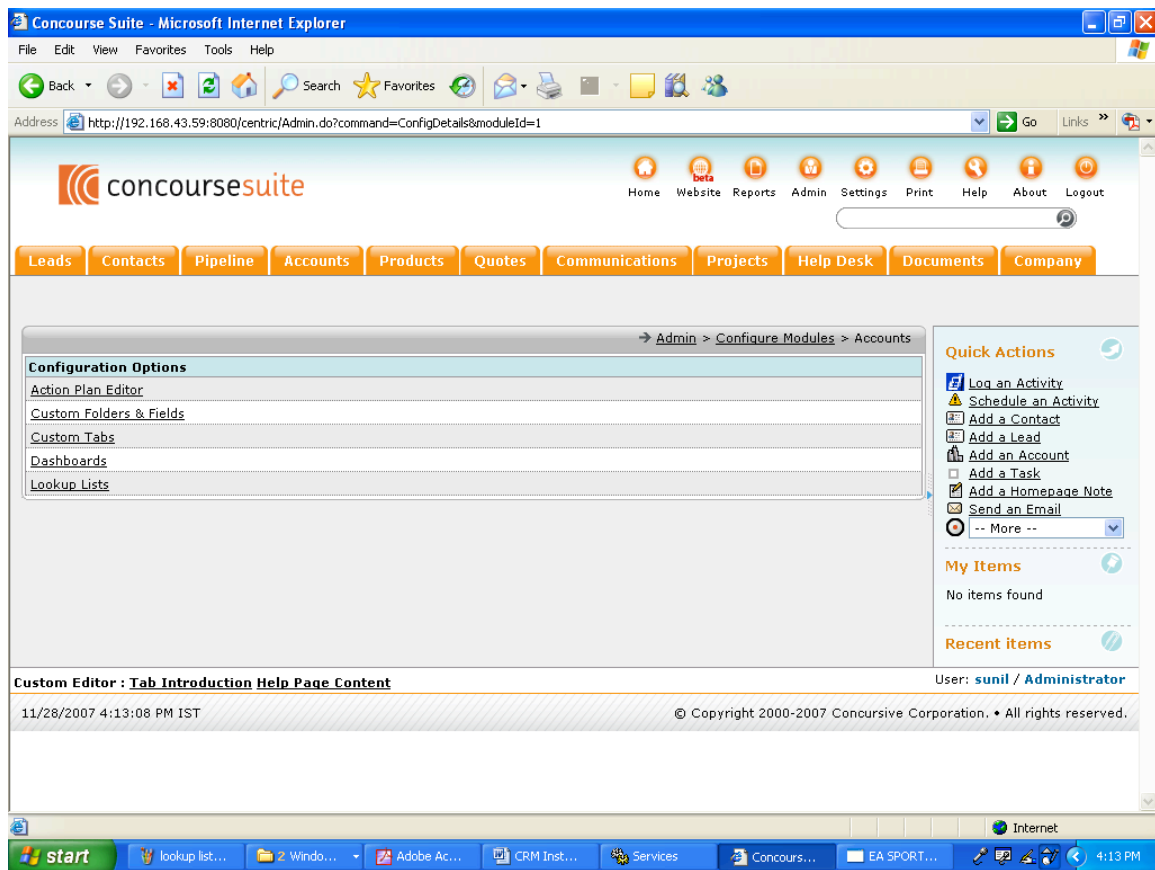 Concourse Suite - Microsoft Internet Explorer
File Edit View Favorites Tools Help
Back Search Favorites
Address http://192.168.43.59:8080/centric/Admin.do?command=ConfigDetails&moduleId=1 Go Links »
concoursesuite
beta
Home Website Reports Admin Settings Print Help About Logout
Leads Contacts Pipeline Accounts Products Quotes Communications Projects Help Desk Documents Company
Admin > Configure Modules > Accounts
Configuration Options
Action Plan Editor
Custom Folders & Fields
Custom Tabs
Dashboards
Lookup Lists
Quick Actions
Log an Activity
Schedule an Activity
Add a Contact
Add a Lead
Add an Account
Add a Task
Add a Homepage Note
Send an Email
-- More --
My Items
No items found
Recent items
Custom Editor : Tab Introduction Help Page Content
User: sunil / Administrator
11/28/2007 4:13:08 PM IST
© Copyright 2000-2007 Concursive Corporation. • All rights reserved.
Internet
start lookup list... 2 Windo... Adobe Ac... CRM Inst... Services Concours... EA SPORT... 4:13 PM